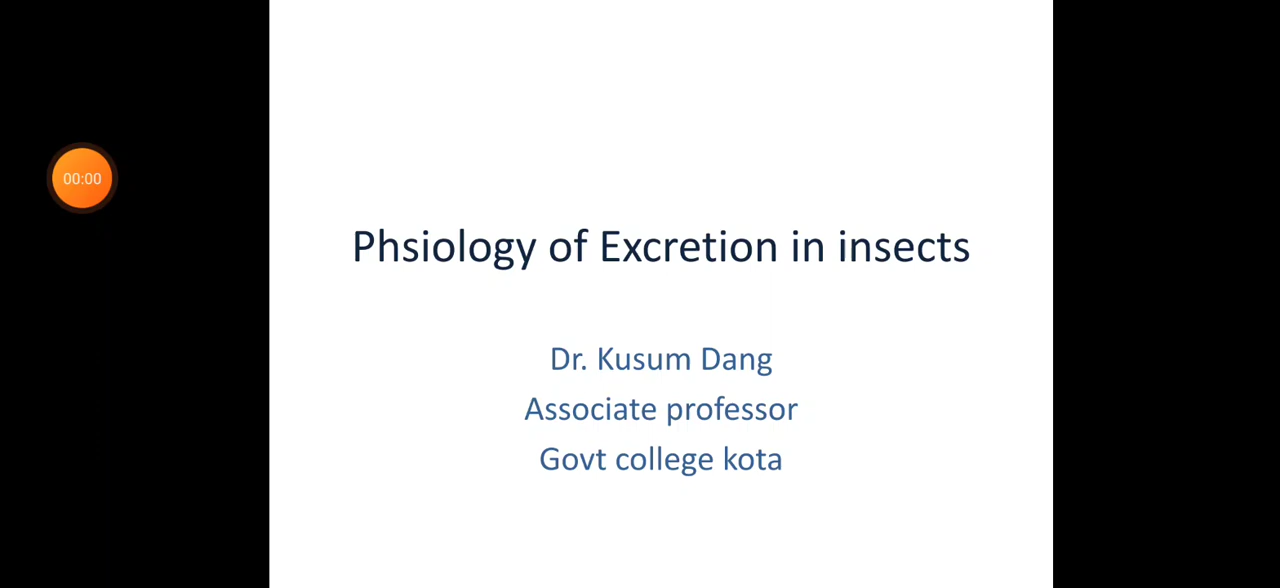 00:00
Phsiology of Excretion in insects
Dr. Kusum Dang
Associate professor
Govt college kota